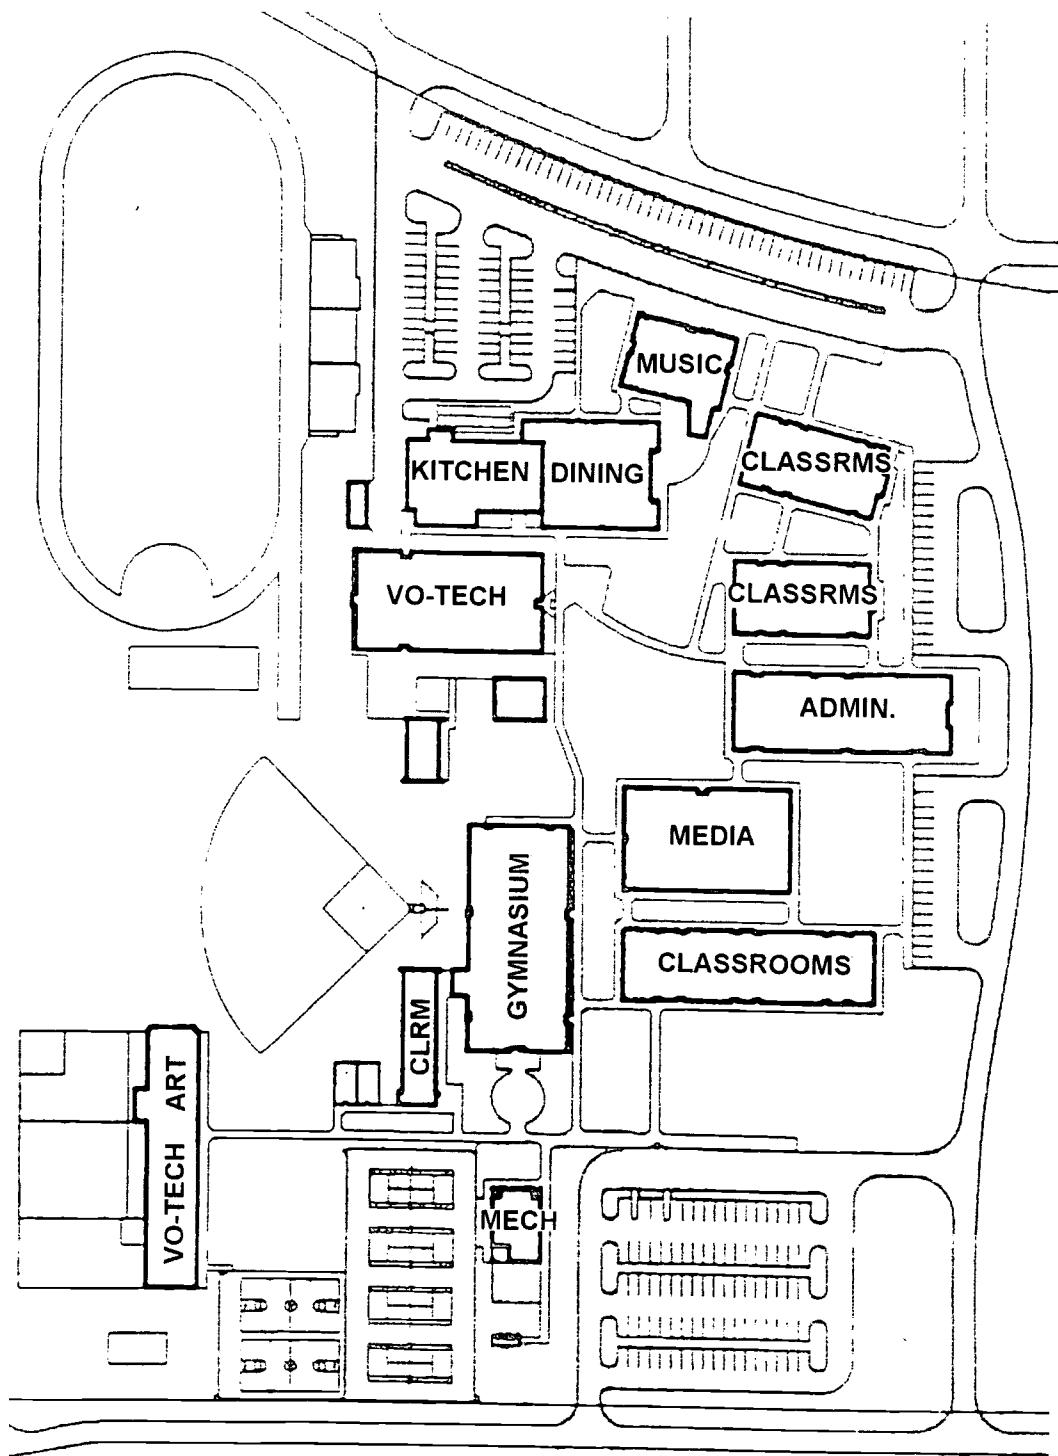 MUSIC
CLASSRMS
KITCHEN
DINING
VO-TECH
CLASSRMS
ADMIN.
MEDIA
GYMNASIUM
CLASSROOMS
CLRM
VO-TECH ART
MECH